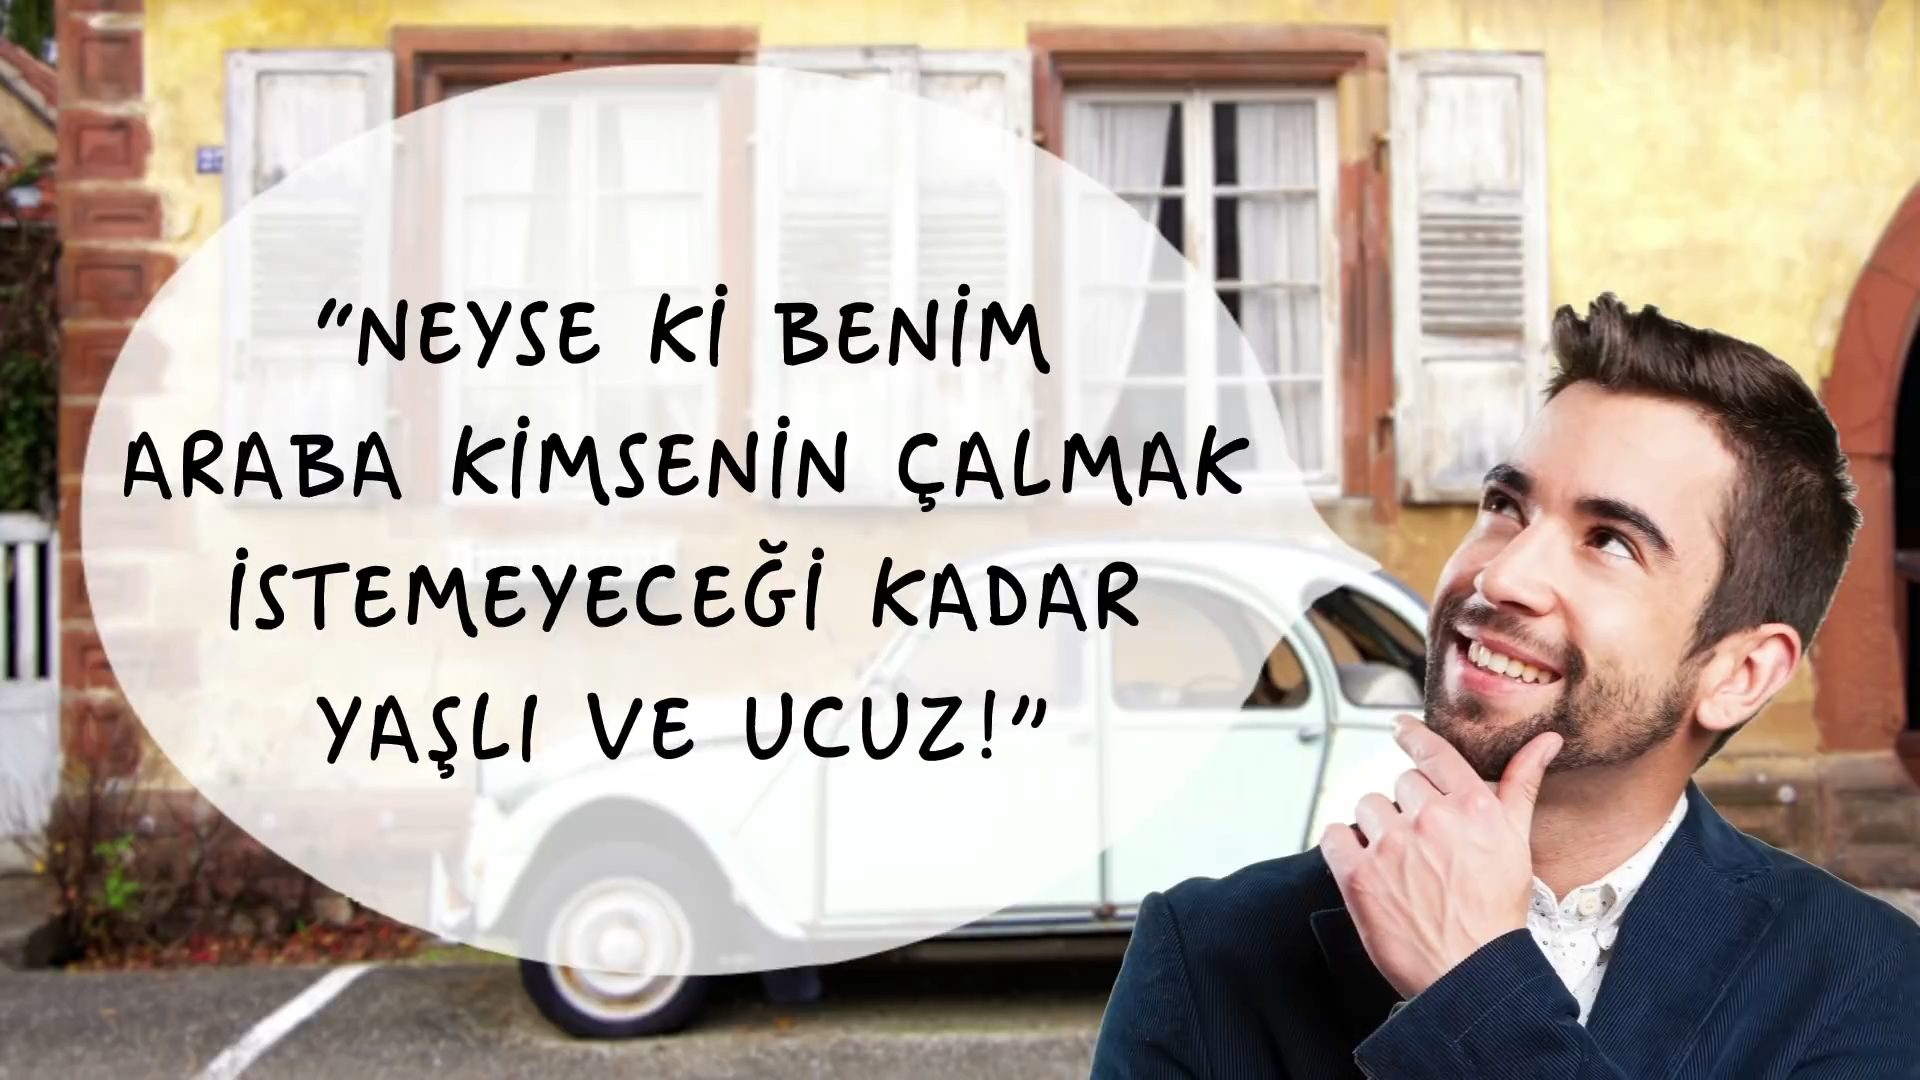 “NEYSE Kİ BENİM
ARABA KİMSENİN ÇALMAK
İSTEMEYECEĞİ KADAR
YAŞLI VE UCUZ!”